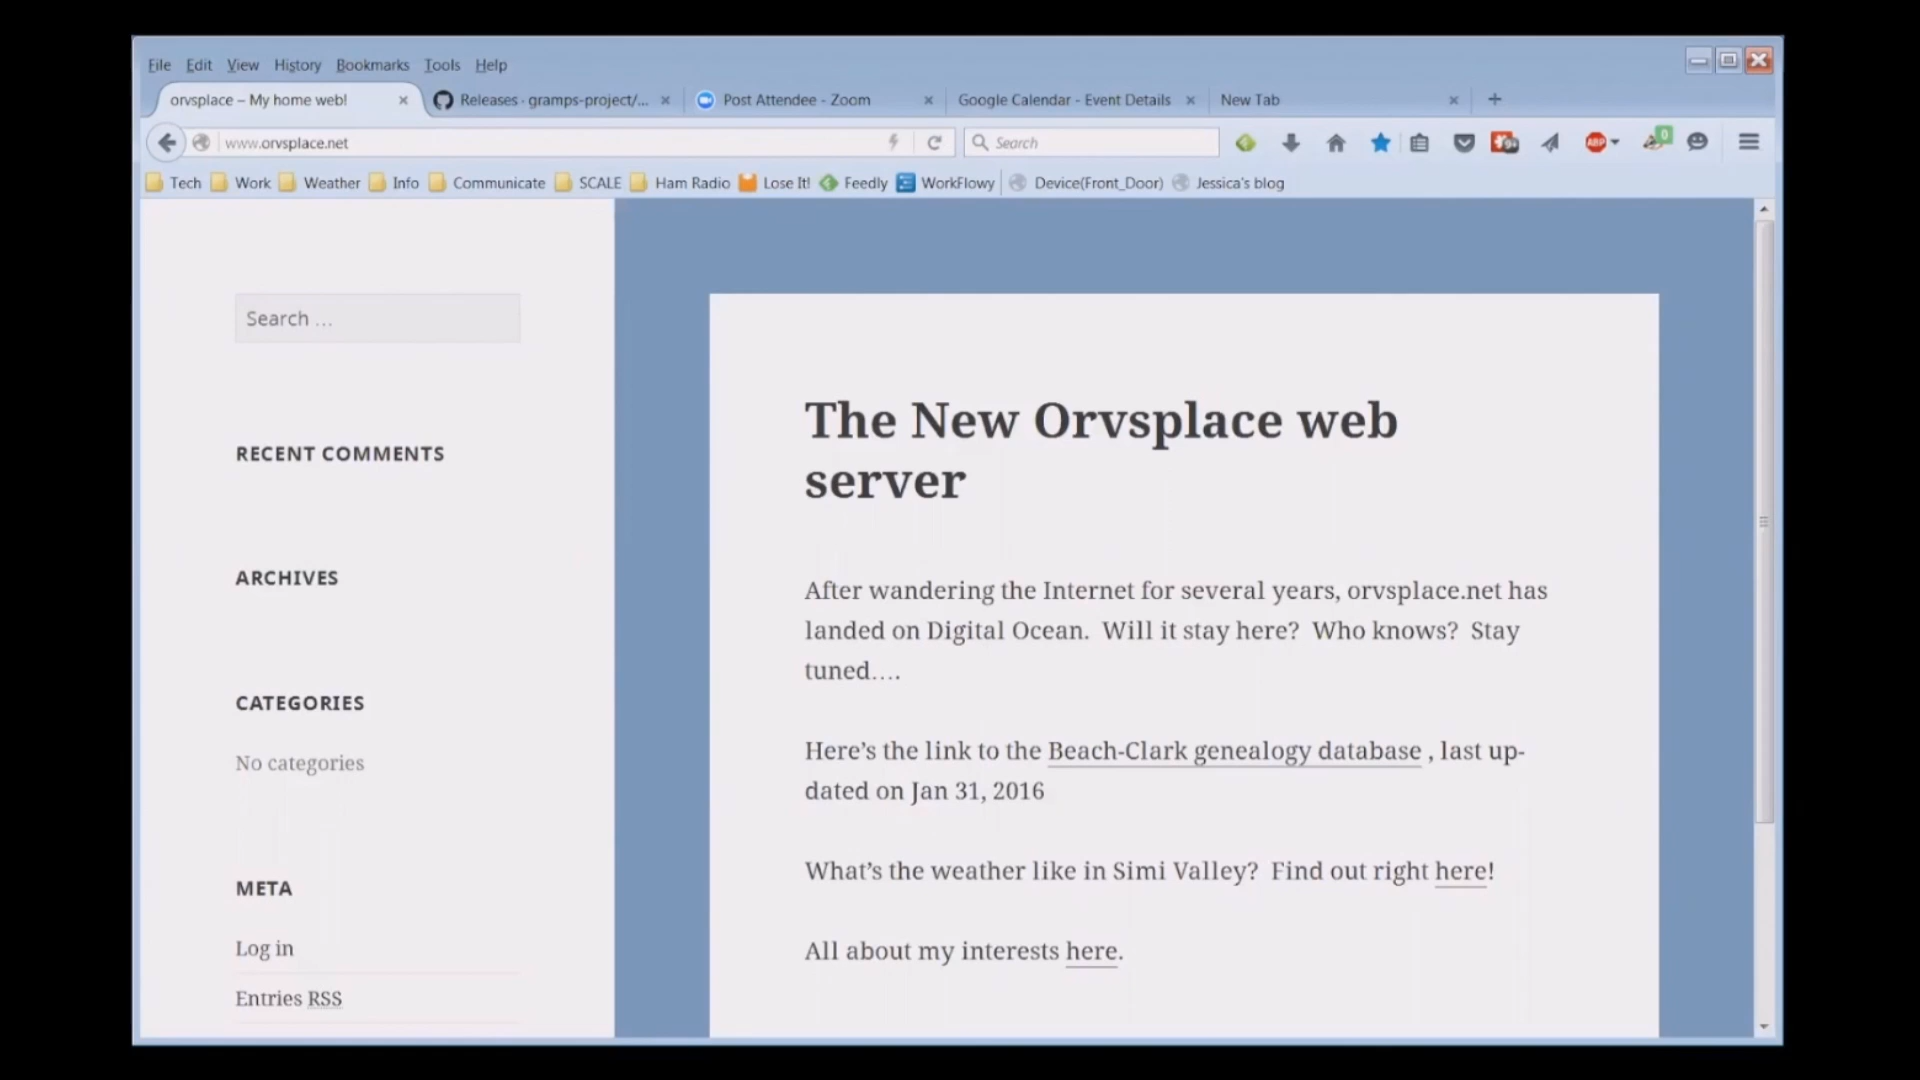 File Edit View History Bookmarks Tools Help
orvsplace – My home web!
Releases · gramps-project/...
Post Attendee - Zoom
Google Calendar - Event Details
New Tab
www.orvsplace.net
Search
ABP
0
Tech Work Weather Info Communicate SCALE Ham Radio Lose It! Feedly WorkFlowy Device(Front_Door) Jessica's blog
Search ...
RECENT COMMENTS
ARCHIVES
CATEGORIES
No categories
META
Log in
Entries RSS
The New Orvsplace web
server
After wandering the Internet for several years, orvsplace.net has
landed on Digital Ocean. Will it stay here? Who knows? Stay
tuned….
Here's the link to the Beach-Clark genealogy database , last up-
dated on Jan 31, 2016
What's the weather like in Simi Valley? Find out right here!
All about my interests here.